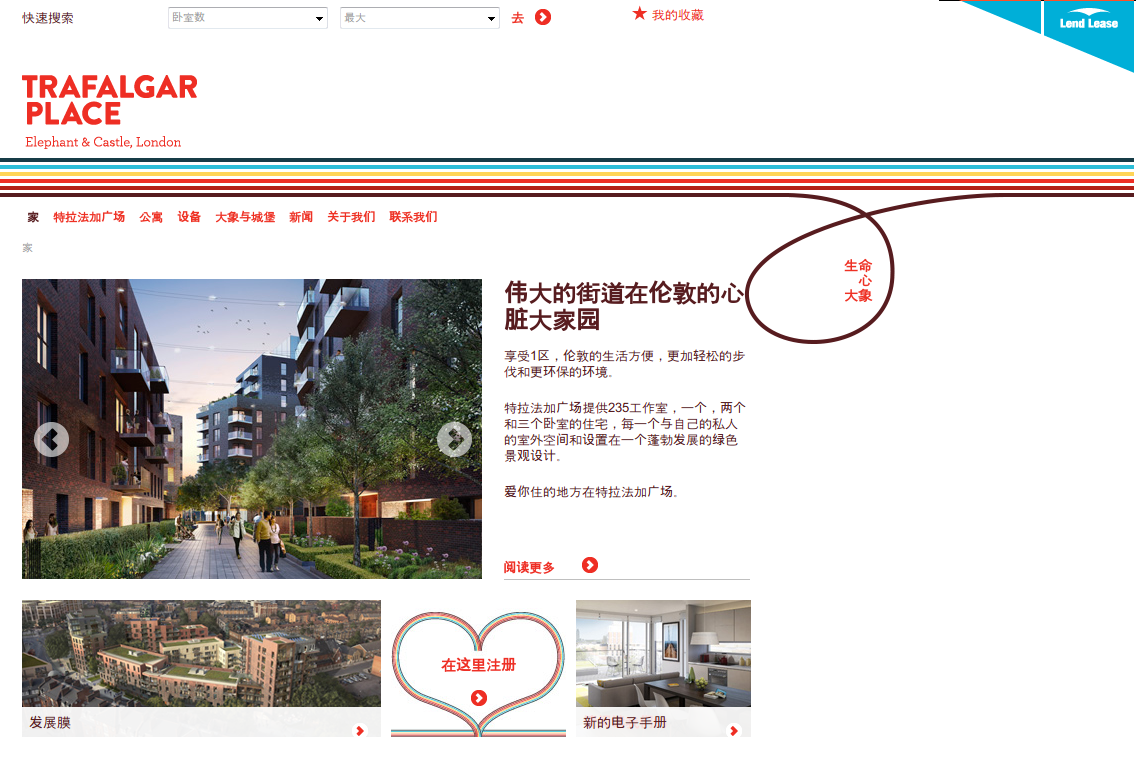 快速搜索
卧室数
最大
去
我的收藏
Lend Lease
TRAFALGAR
PLACE
Elephant & Castle, London
家 特拉法加广场 公寓 设备 大象与城堡 新闻 关于我们 联系我们
家
生命
心
大象
伟大的街道在伦敦的心
脏大家园
享受1区，伦敦的生活方便，更加轻松的步
伐和更环保的环境。
特拉法加广场提供235工作室，一个，两个
和三个卧室的住宅，每一个与自己的私人
的室外空间和设置在一个蓬勃发展的绿色
景观设计。
爱你住的地方在特拉法加广场。
阅读更多
发展膜
在这里注册
新的电子手册